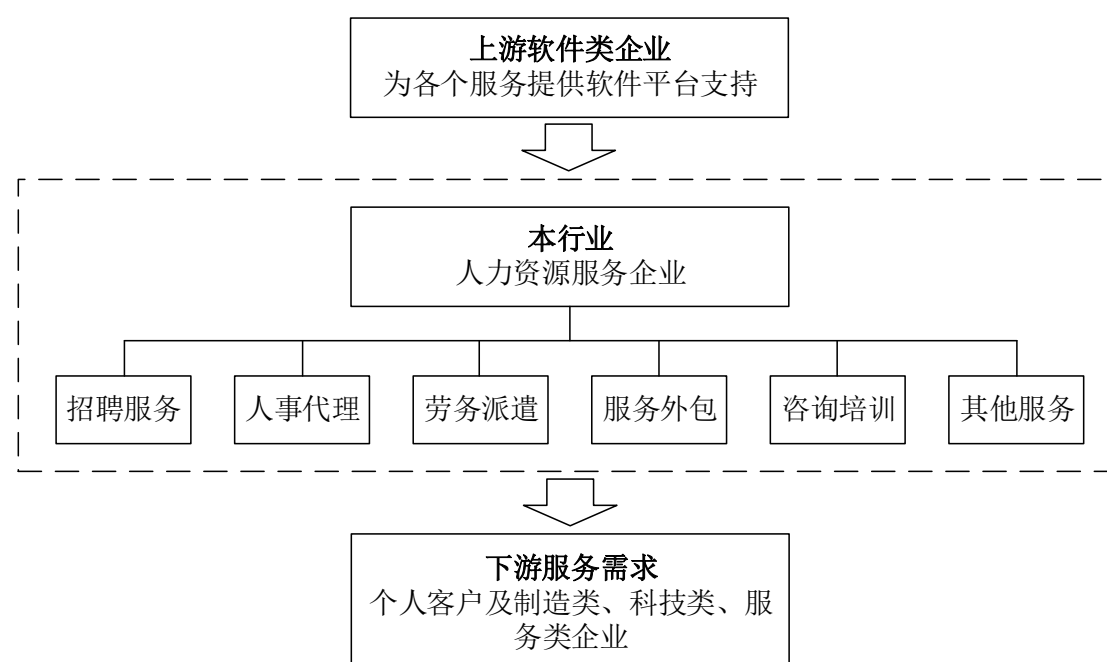 上游软件类企业
为各个服务提供软件平台支持
本行业
人力资源服务企业
招聘服务
人事代理
劳务派遣
服务外包
咨询培训
其他服务
下游服务需求
个人客户及制造类、科技类、服
务类企业